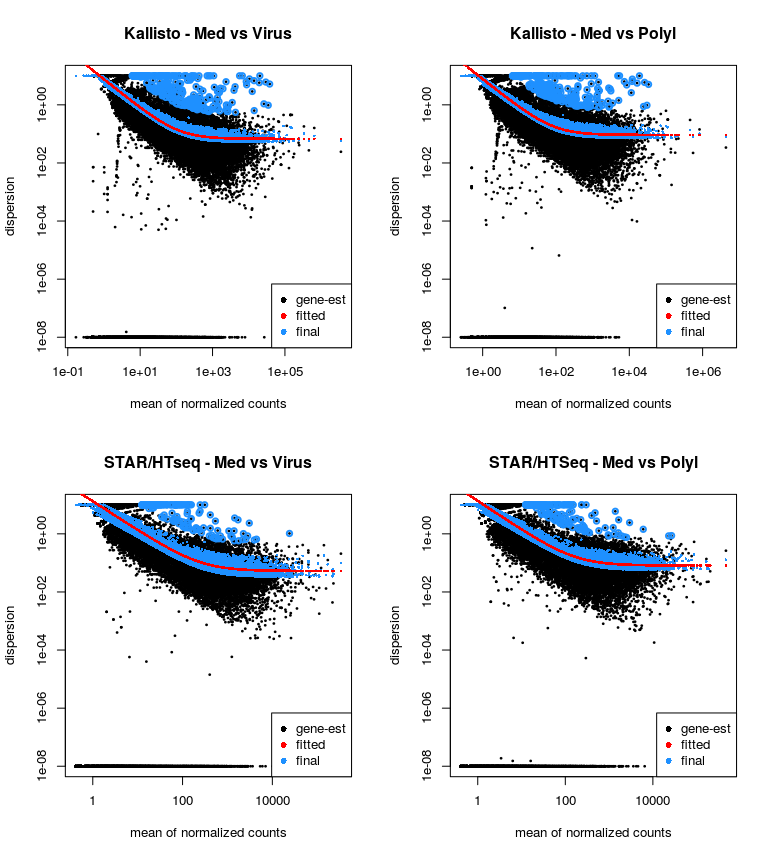 Kallisto - Med vs Virus
dispersion
1e-08 1e-06 1e-04 1e-02 1e+00
gene-est
fitted
final
1e-01 1e+01 1e+03 1e+05
mean of normalized counts
Kallisto - Med vs PolyI
dispersion
1e-08 1e-06 1e-04 1e-02 1e+00
gene-est
fitted
final
1e+00 1e+02 1e+04 1e+06
mean of normalized counts
STAR/HTseq - Med vs Virus
dispersion
1e-08 1e-06 1e-04 1e-02 1e+00
gene-est
fitted
final
1 100 10000
mean of normalized counts
STAR/HTSeq - Med vs PolyI
dispersion
1e-08 1e-06 1e-04 1e-02 1e+00
gene-est
fitted
final
1 100 10000
mean of normalized counts